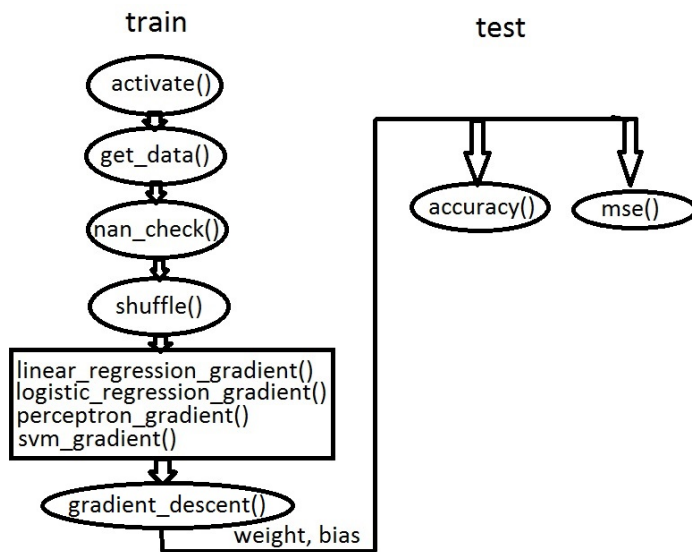 train
activate()
get_data()
nan_check()
shuffle()
linear_regression_gradient()
logistic_regression_gradient()
perceptron_gradient()
svm_gradient()
gradient_descent()
weight, bias
test
accuracy()
mse()